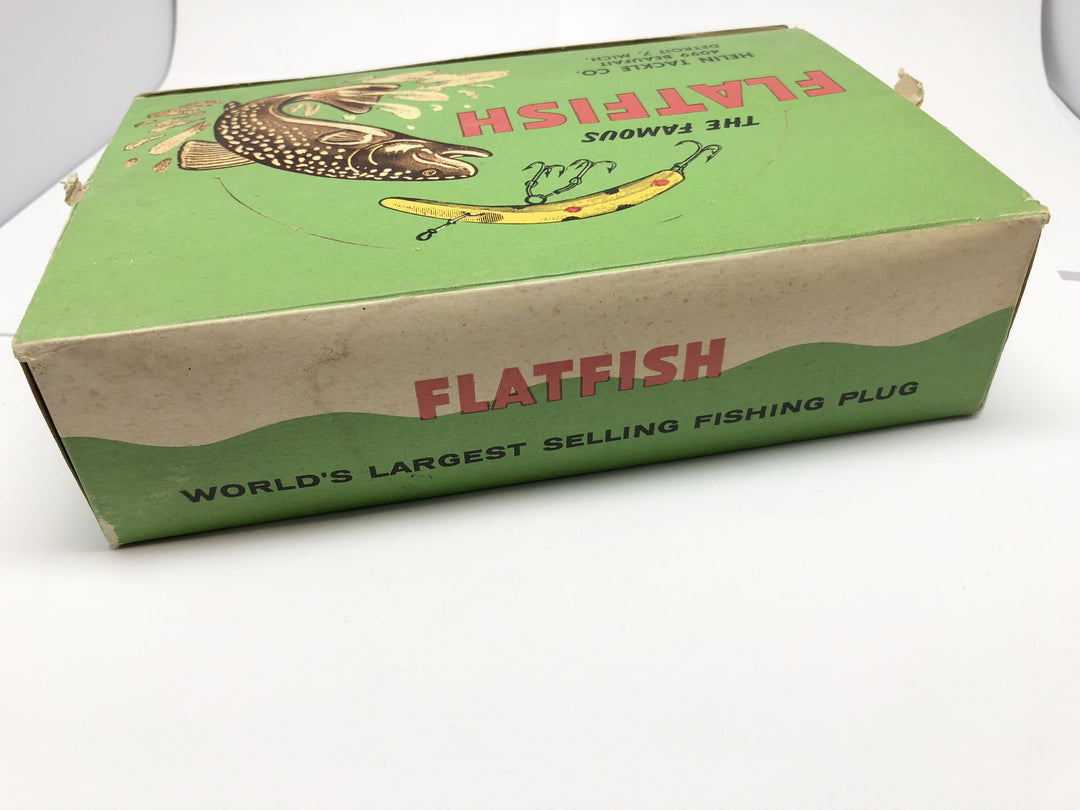 THE FAMOUS
FLATFISH
HELIN TACKLE CO.
4099 BEAUFAIT
DETROIT 7, MICH.
FLATFISH
WORLD'S LARGEST SELLING FISHING PLUG